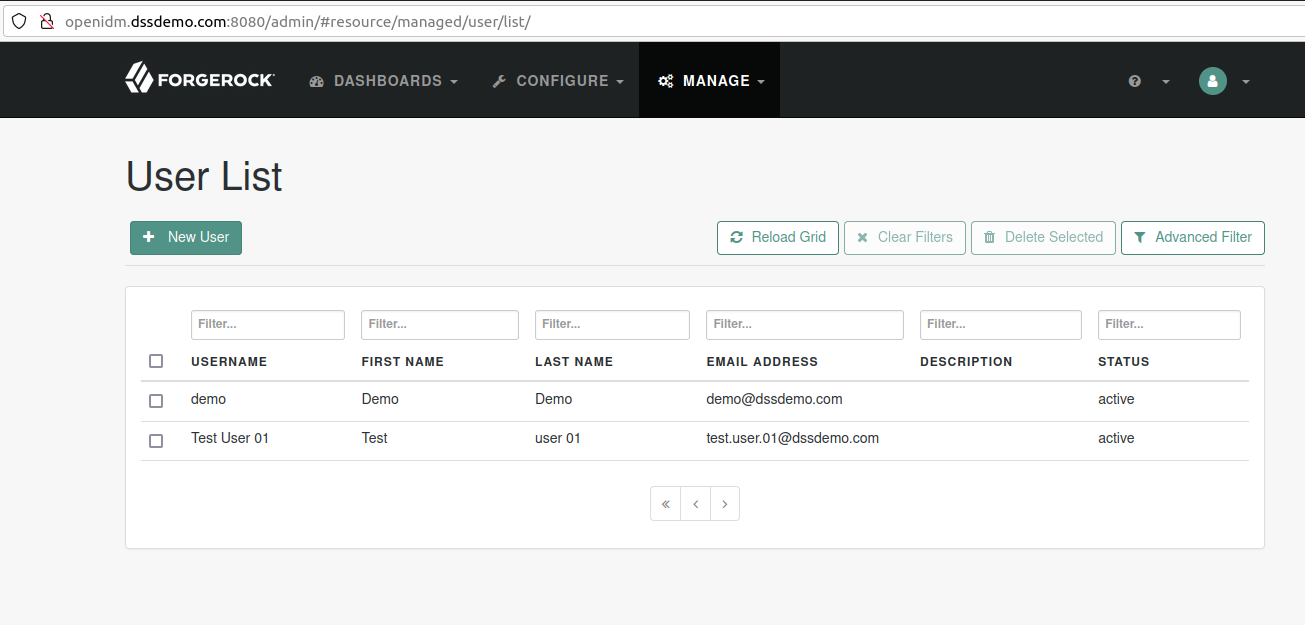 openidm.dssdemo.com:8080/admin/#resource/managed/user/list/
FORGEROCK DASHBOARDS CONFIGURE MANAGE
User List
New User Reload Grid Clear Filters Delete Selected Advanced Filter
Filter... Filter... Filter... Filter... Filter... Filter...
USERNAME FIRST NAME LAST NAME EMAIL ADDRESS DESCRIPTION STATUS
demo Demo Demo demo@dssdemo.com active
Test User 01 Test user 01 test.user.01@dssdemo.com active